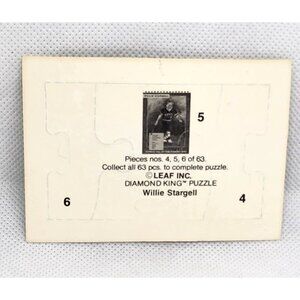 5
Pieces nos. 4, 5, 6 of 63.
Collect all 63 pcs. to complete puzzle.
©LEAF INC.
DIAMOND KING™ PUZZLE
Willie Stargell
6
4